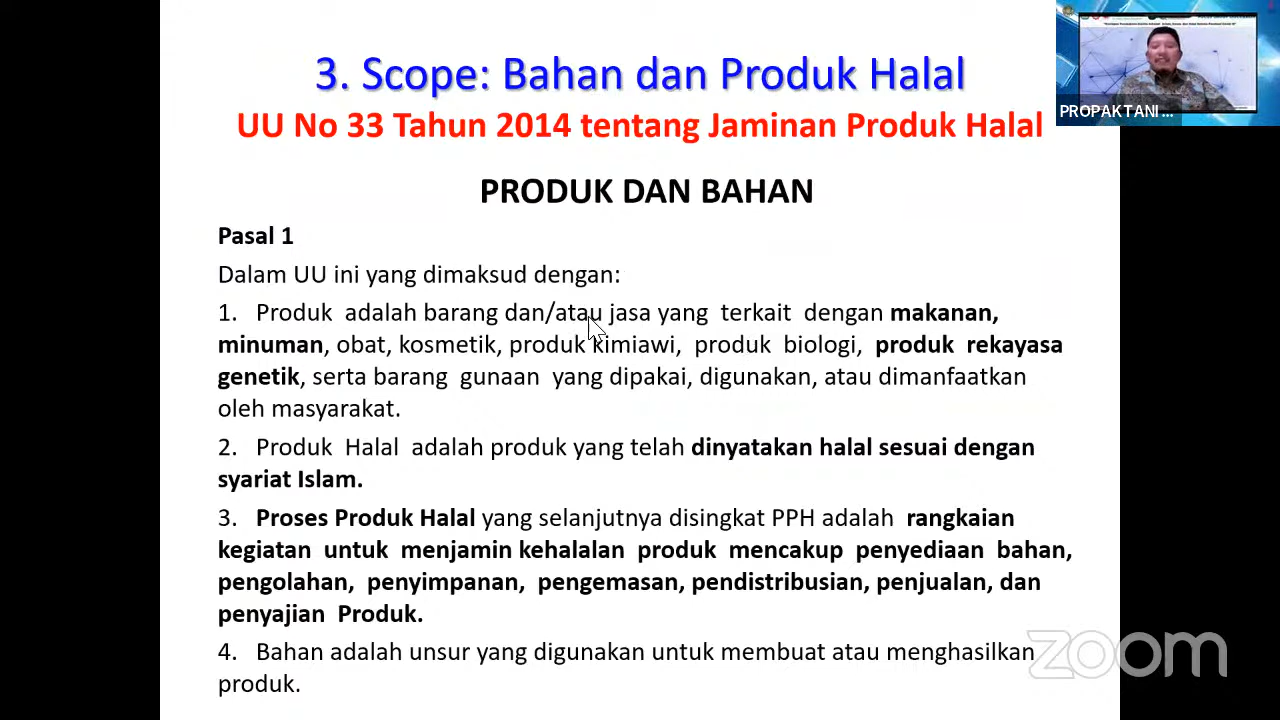 3. Scope: Bahan dan Produk Halal
UU No 33 Tahun 2014 tentang Jaminan Produk Halal
PROPAKTANI ...
PRODUK DAN BAHAN
Pasal 1
Dalam UU ini yang dimaksud dengan:
1. Produk adalah barang dan/atau jasa yang terkait dengan makanan,
minuman, obat, kosmetik, produk kimiawi, produk biologi, produk rekayasa
genetik, serta barang gunaan yang dipakai, digunakan, atau dimanfaatkan
oleh masyarakat.
2. Produk Halal adalah produk yang telah dinyatakan halal sesuai dengan
syariat Islam.
3. Proses Produk Halal yang selanjutnya disingkat PPH adalah rangkaian
kegiatan untuk menjamin kehalalan produk mencakup penyediaan bahan,
pengolahan, penyimpanan, pengemasan, pendistribusian, penjualan, dan
penyajian Produk.
4. Bahan adalah unsur yang digunakan untuk membuat atau menghasilkan
produk.
zoom